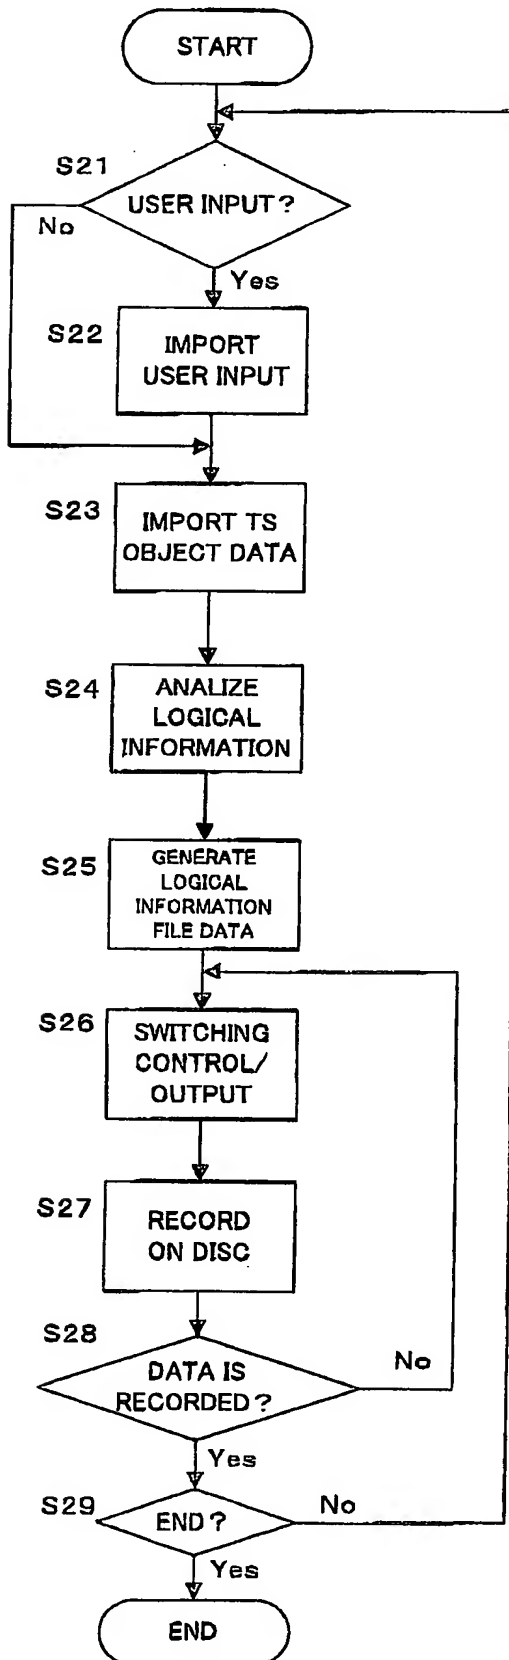 START
S21
USER INPUT?
No
Yes
S22
IMPORT
USER INPUT
S23
IMPORT TS
OBJECT DATA
S24
ANALIZE
LOGICAL
INFORMATION
S25
GENERATE
LOGICAL
INFORMATION
FILE DATA
S26
SWITCHING
CONTROL/
OUTPUT
S27
RECORD
ON DISC
S28
DATA IS
RECORDED?
No
Yes
S29
END?
No
Yes
END